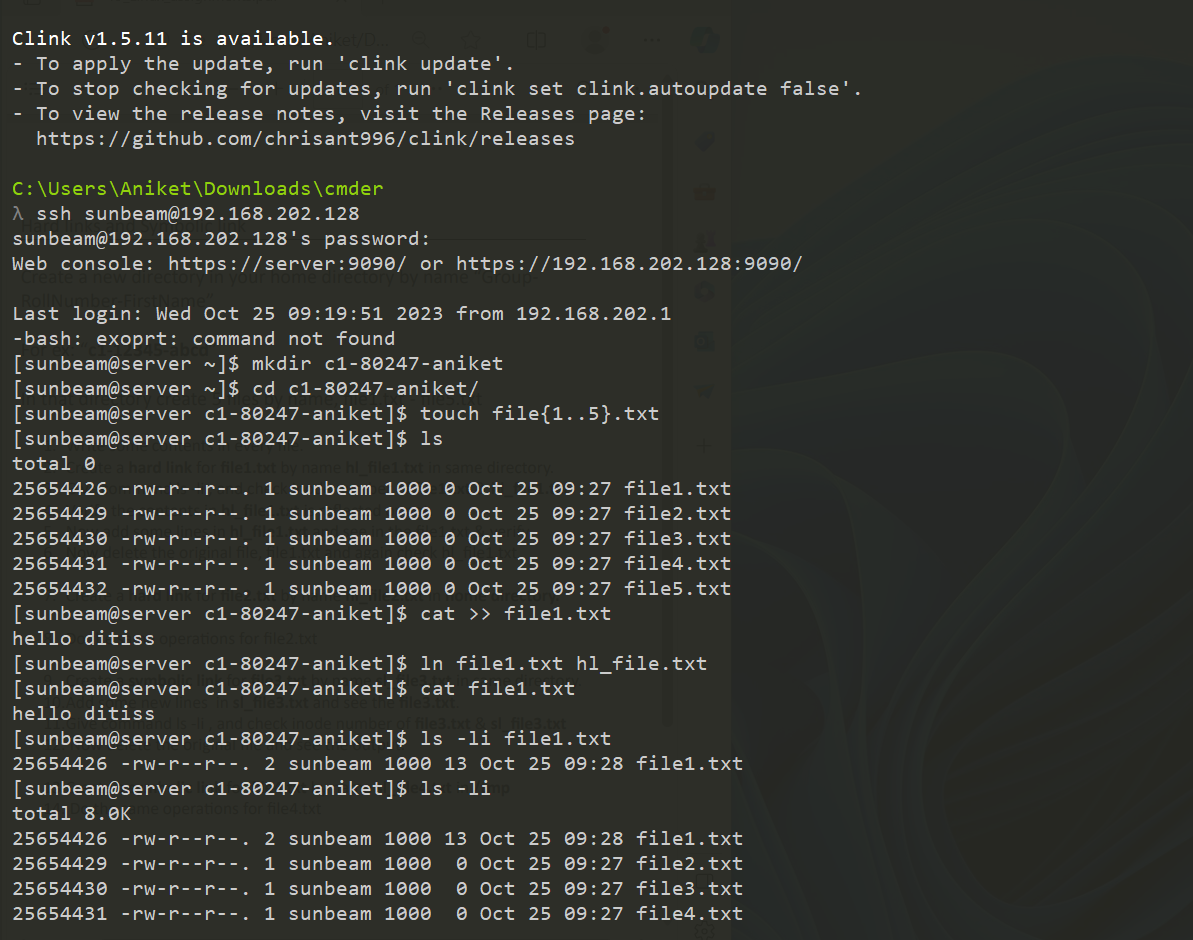 Clink v1.5.11 is available.
- To apply the update, run 'clink update'.
- To stop checking for updates, run 'clink set clink.autoupdate false'.
- To view the release notes, visit the Releases page:
  https://github.com/chrisant996/clink/releases
C:\Users\Aniket\Downloads\cmder
λ ssh sunbeam@192.168.202.128
sunbeam@192.168.202.128's password:
Web console: https://server:9090/ or https://192.168.202.128:9090/
Last login: Wed Oct 25 09:19:51 2023 from 192.168.202.1
-bash: exoprt: command not found
[sunbeam@server ~]$ mkdir c1-80247-aniket
[sunbeam@server ~]$ cd c1-80247-aniket/
[sunbeam@server c1-80247-aniket]$ touch file{1..5}.txt
[sunbeam@server c1-80247-aniket]$ ls
total 0
25654426 -rw-r--r--. 1 sunbeam 1000 0 Oct 25 09:27 file1.txt
25654429 -rw-r--r--. 1 sunbeam 1000 0 Oct 25 09:27 file2.txt
25654430 -rw-r--r--. 1 sunbeam 1000 0 Oct 25 09:27 file3.txt
25654431 -rw-r--r--. 1 sunbeam 1000 0 Oct 25 09:27 file4.txt
25654432 -rw-r--r--. 1 sunbeam 1000 0 Oct 25 09:27 file5.txt
[sunbeam@server c1-80247-aniket]$ cat >> file1.txt
hello ditiss
[sunbeam@server c1-80247-aniket]$ ln file1.txt hl_file.txt
[sunbeam@server c1-80247-aniket]$ cat file1.txt
hello ditiss
[sunbeam@server c1-80247-aniket]$ ls -li file1.txt
25654426 -rw-r--r--. 2 sunbeam 1000 13 Oct 25 09:28 file1.txt
[sunbeam@server c1-80247-aniket]$ ls -li
total 8.0K
25654426 -rw-r--r--. 2 sunbeam 1000 13 Oct 25 09:28 file1.txt
25654429 -rw-r--r--. 1 sunbeam 1000  0 Oct 25 09:27 file2.txt
25654430 -rw-r--r--. 1 sunbeam 1000  0 Oct 25 09:27 file3.txt
25654431 -rw-r--r--. 1 sunbeam 1000  0 Oct 25 09:27 file4.txt